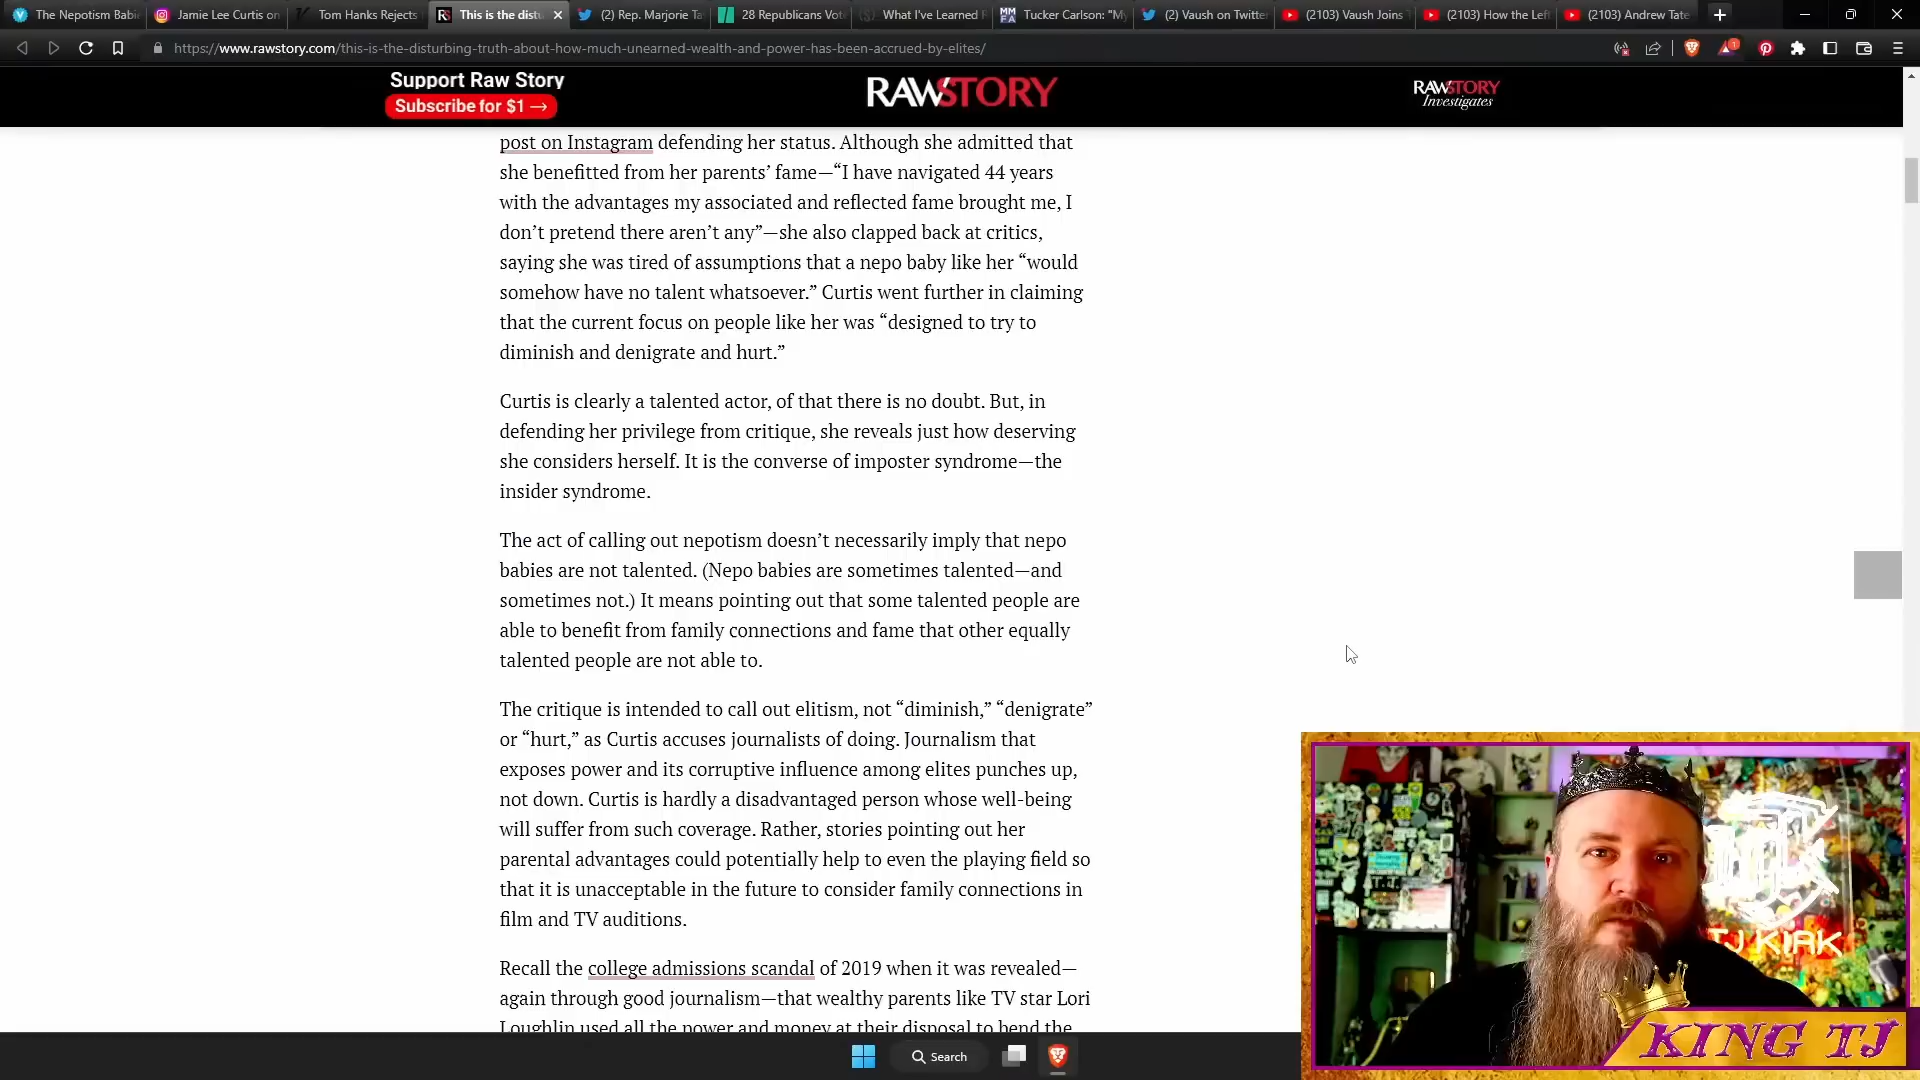 The Nepotism Babi
Jamie Lee Curtis on
Tom Hanks Rejects
This is the distu
(2) Rep. Marjorie Ta
28 Republicans Vote
What I've Learned F
Tucker Carlson: "My
(2) Vaush on Twitte
(2103) Vaush Joins T
(2103) How the Left
(2103) Andrew Tate
https://www.rawstory.com/this-is-the-disturbing-truth-about-how-much-unearned-wealth-and-power-has-been-accrued-by-elites/
Support Raw Story
Subscribe for $1 →
RAWSTORY
RAWSTORY
Investigates
post on Instagram defending her status. Although she admitted that
she benefitted from her parents’ fame—“I have navigated 44 years
with the advantages my associated and reflected fame brought me, I
don’t pretend there aren’t any”—she also clapped back at critics,
saying she was tired of assumptions that a nepo baby like her “would
somehow have no talent whatsoever.” Curtis went further in claiming
that the current focus on people like her was “designed to try to
diminish and denigrate and hurt.”
Curtis is clearly a talented actor, of that there is no doubt. But, in
defending her privilege from critique, she reveals just how deserving
she considers herself. It is the converse of imposter syndrome—the
insider syndrome.
The act of calling out nepotism doesn’t necessarily imply that nepo
babies are not talented. (Nepo babies are sometimes talented—and
sometimes not.) It means pointing out that some talented people are
able to benefit from family connections and fame that other equally
talented people are not able to.
The critique is intended to call out elitism, not “diminish,” “denigrate”
or “hurt,” as Curtis accuses journalists of doing. Journalism that
exposes power and its corruptive influence among elites punches up,
not down. Curtis is hardly a disadvantaged person whose well-being
will suffer from such coverage. Rather, stories pointing out her
parental advantages could potentially help to even the playing field so
that it is unacceptable in the future to consider family connections in
film and TV auditions.
Recall the college admissions scandal of 2019 when it was revealed—
again through good journalism—that wealthy parents like TV star Lori
Loughlin used all the power and money at their disposal to bend the
TJ KIRK
KING TJ
Search